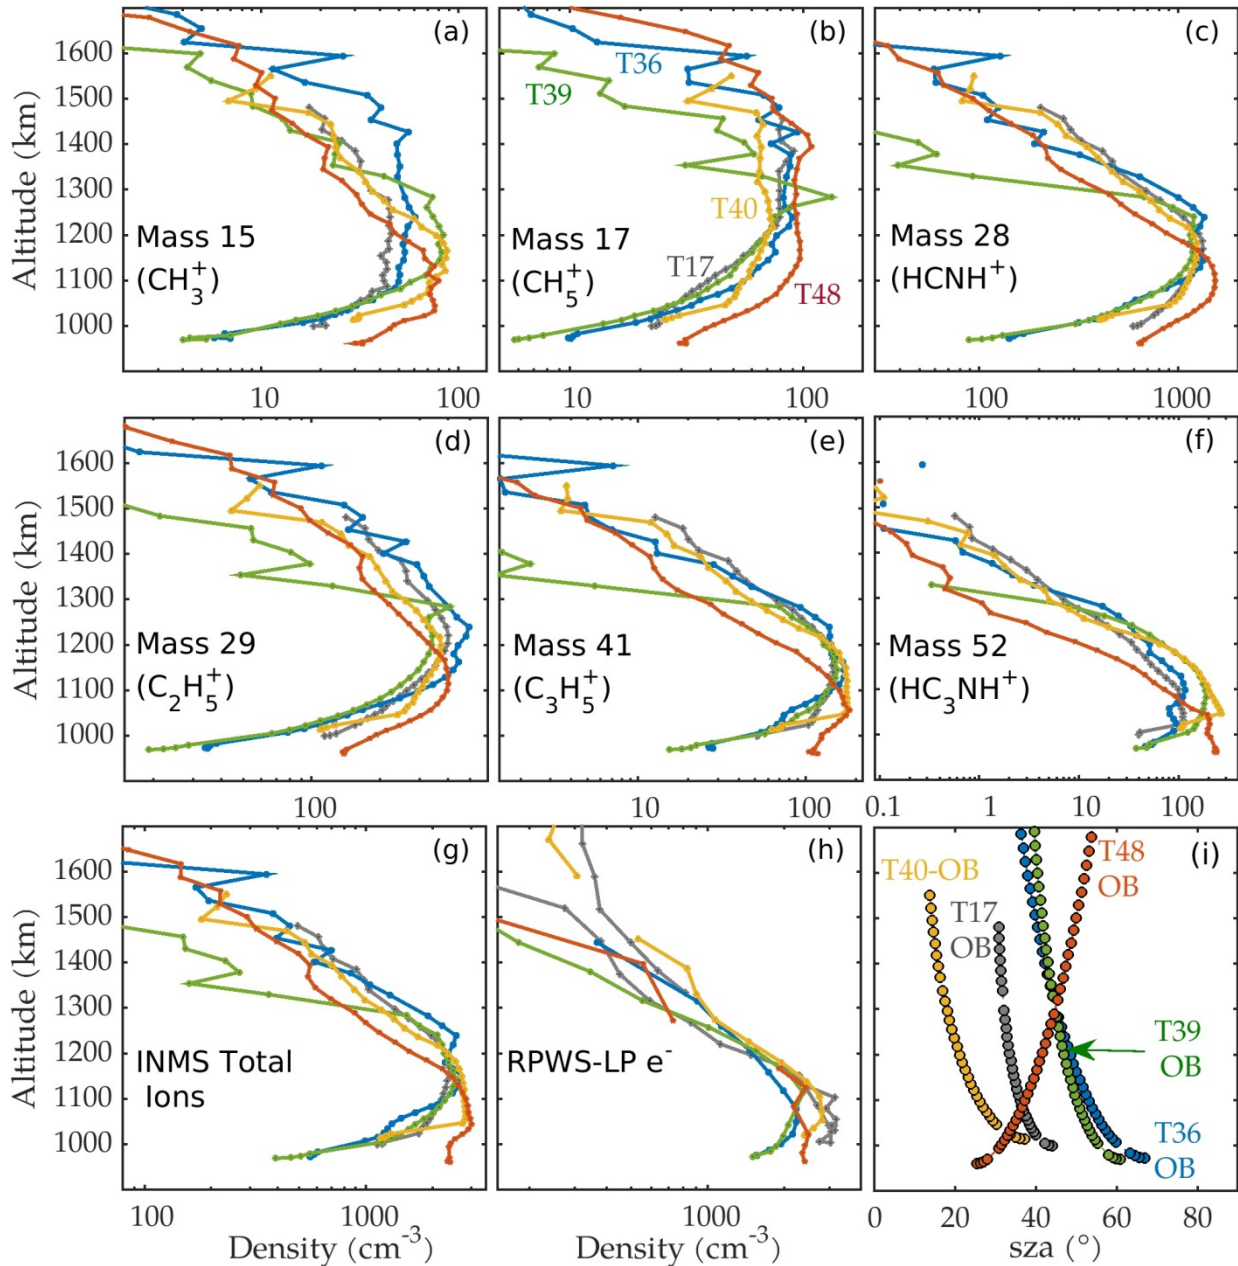 (a)
(b)
(c)
Altitude (km)
1600
1500
1400
1300
1200
1100
1000
T36
T39
T40
T17
T48
Mass 15
(CH₃⁺)
Mass 17
(CH₅⁺)
Mass 28
(HCNH⁺)
10 100
10 100
100 1000
(d)
(e)
(f)
Altitude (km)
1600
1500
1400
1300
1200
1100
1000
Mass 29
(C₂H₅⁺)
Mass 41
(C₃H₅⁺)
Mass 52
(HC₃NH⁺)
100
10 100
0.1 1 10 100
(g)
(h)
(i)
Altitude (km)
1600
1500
1400
1300
1200
1100
1000
INMS Total
Ions
RPWS-LP e⁻
T40-OB
T48
OB
T17
OB
T39
OB
T36
OB
100 1000
1000
0 20 40 60 80
Density (cm⁻³)
Density (cm⁻³)
sza (°)